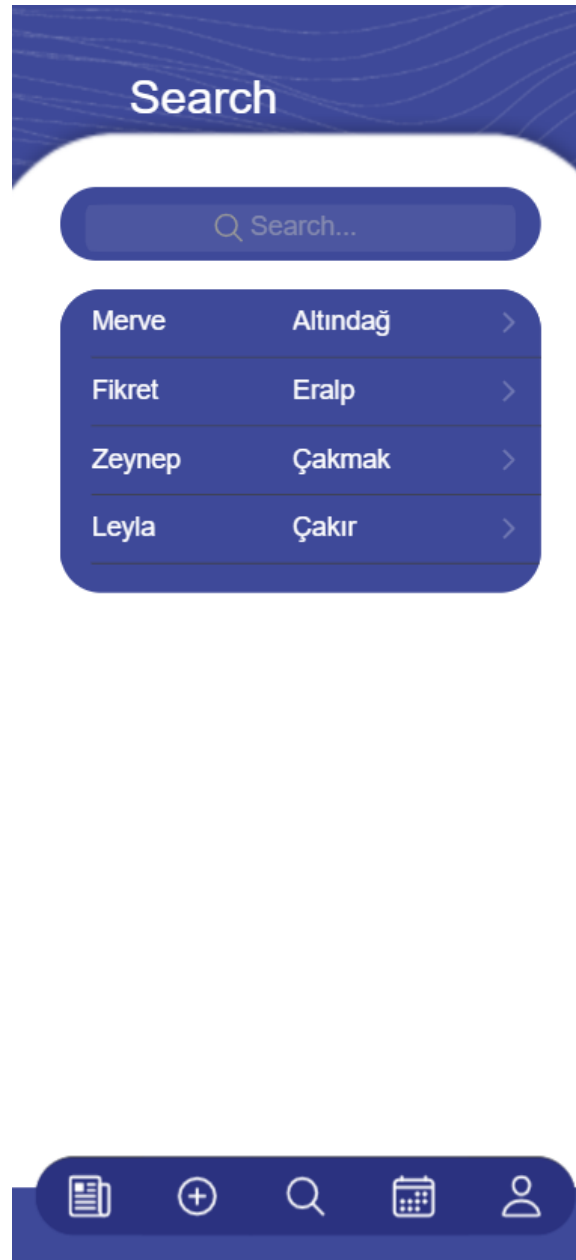 Search
Search...
Merve Altındağ
Fikret Eralp
Zeynep Çakmak
Leyla Çakır